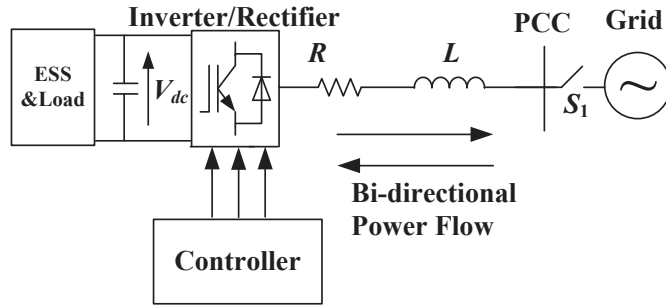 Inverter/Rectifier
Grid
PCC
ESS
&Load
V_dc
R
L
S_1
Bi-directional
Power Flow
Controller